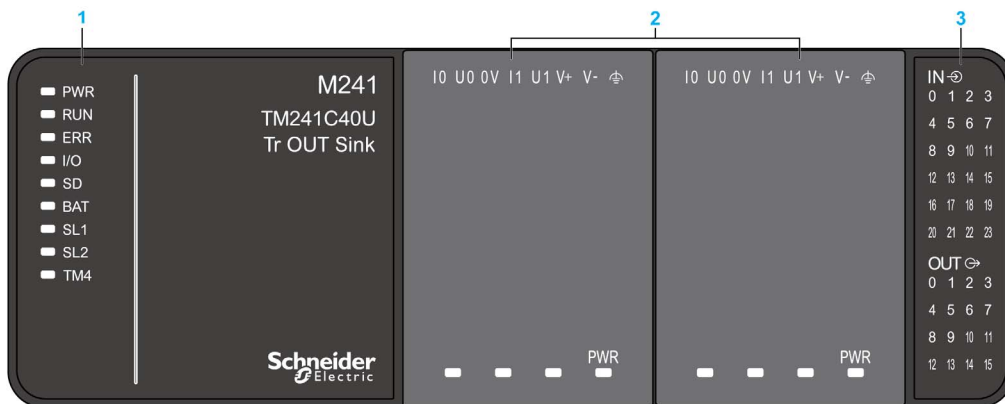 1
2
3
PWR
RUN
ERR
I/O
SD
BAT
SL1
SL2
TM4
M241
TM241C40U
Tr OUT Sink
Schneider
Electric
I0 U0 0V I1 U1 V+ V-
PWR
I0 U0 0V I1 U1 V+ V-
PWR
IN
0 1 2 3
4 5 6 7
8 9 10 11
12 13 14 15
16 17 18 19
20 21 22 23
OUT
0 1 2 3
4 5 6 7
8 9 10 11
12 13 14 15